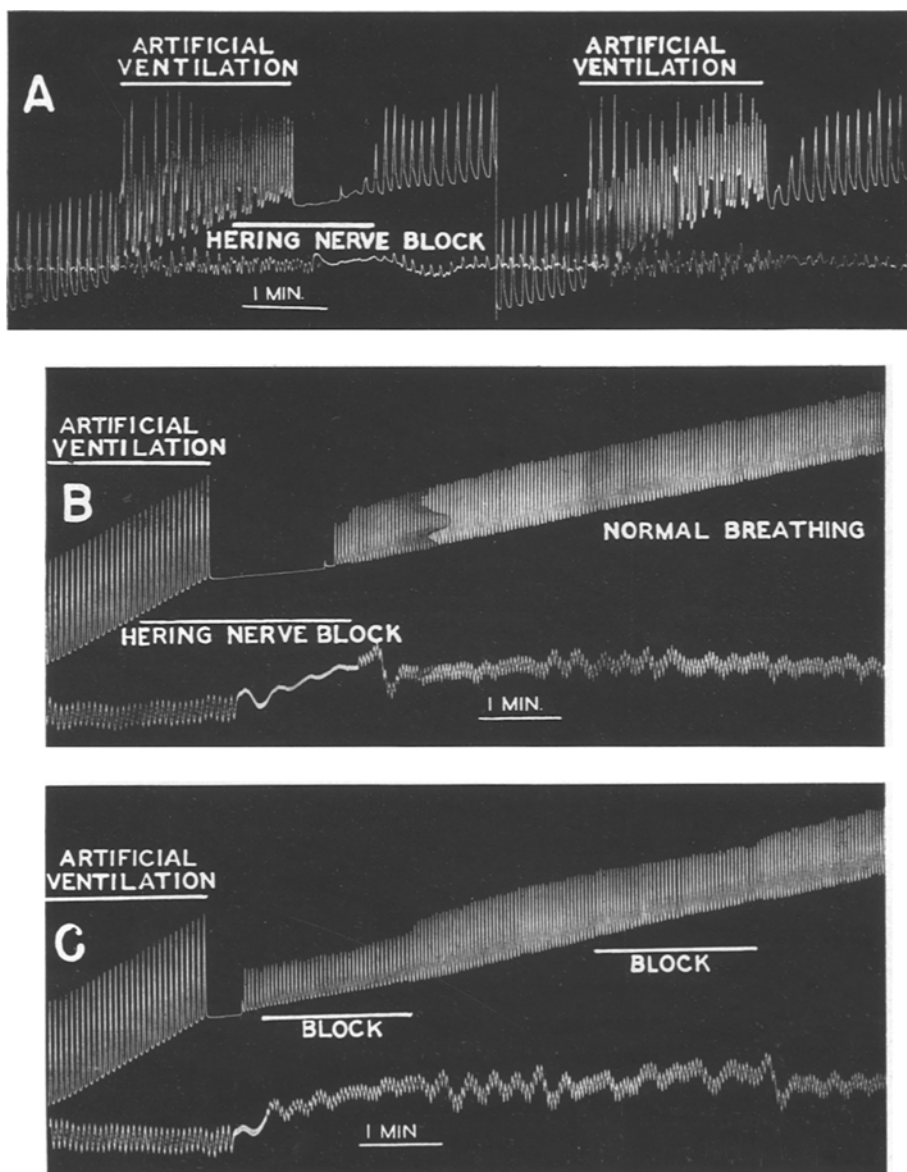 ARTIFICIAL
VENTILATION
ARTIFICIAL
VENTILATION
A
HERING NERVE BLOCK
1 MIN.
ARTIFICIAL
VENTILATION
B
NORMAL BREATHING
HERING NERVE BLOCK
1 MIN.
ARTIFICIAL
VENTILATION
C
BLOCK
BLOCK
1 MIN